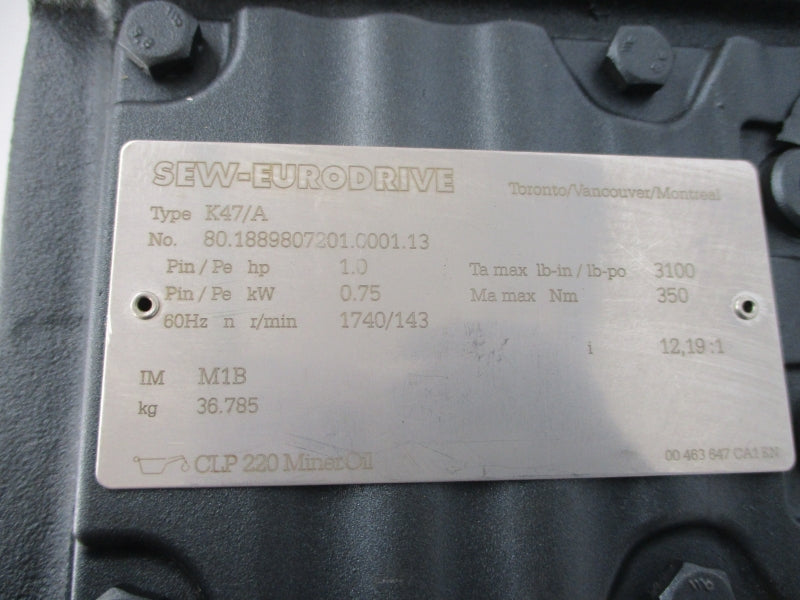 SEW-EURODRIVE Toronto/Vancouver/Montreal
Type K47/A
No. 80.1889807201.0001.13
Pin / Pe hp 1.0 Ta max lb-in / lb-po 3100
Pin / Pe kW 0.75 Ma max Nm 350
60Hz n r/min 1740/143
i 12,19 :1
IM M1B
kg 36.785
CLP 220 Miner.Oil 00 463 647 CA1 EN